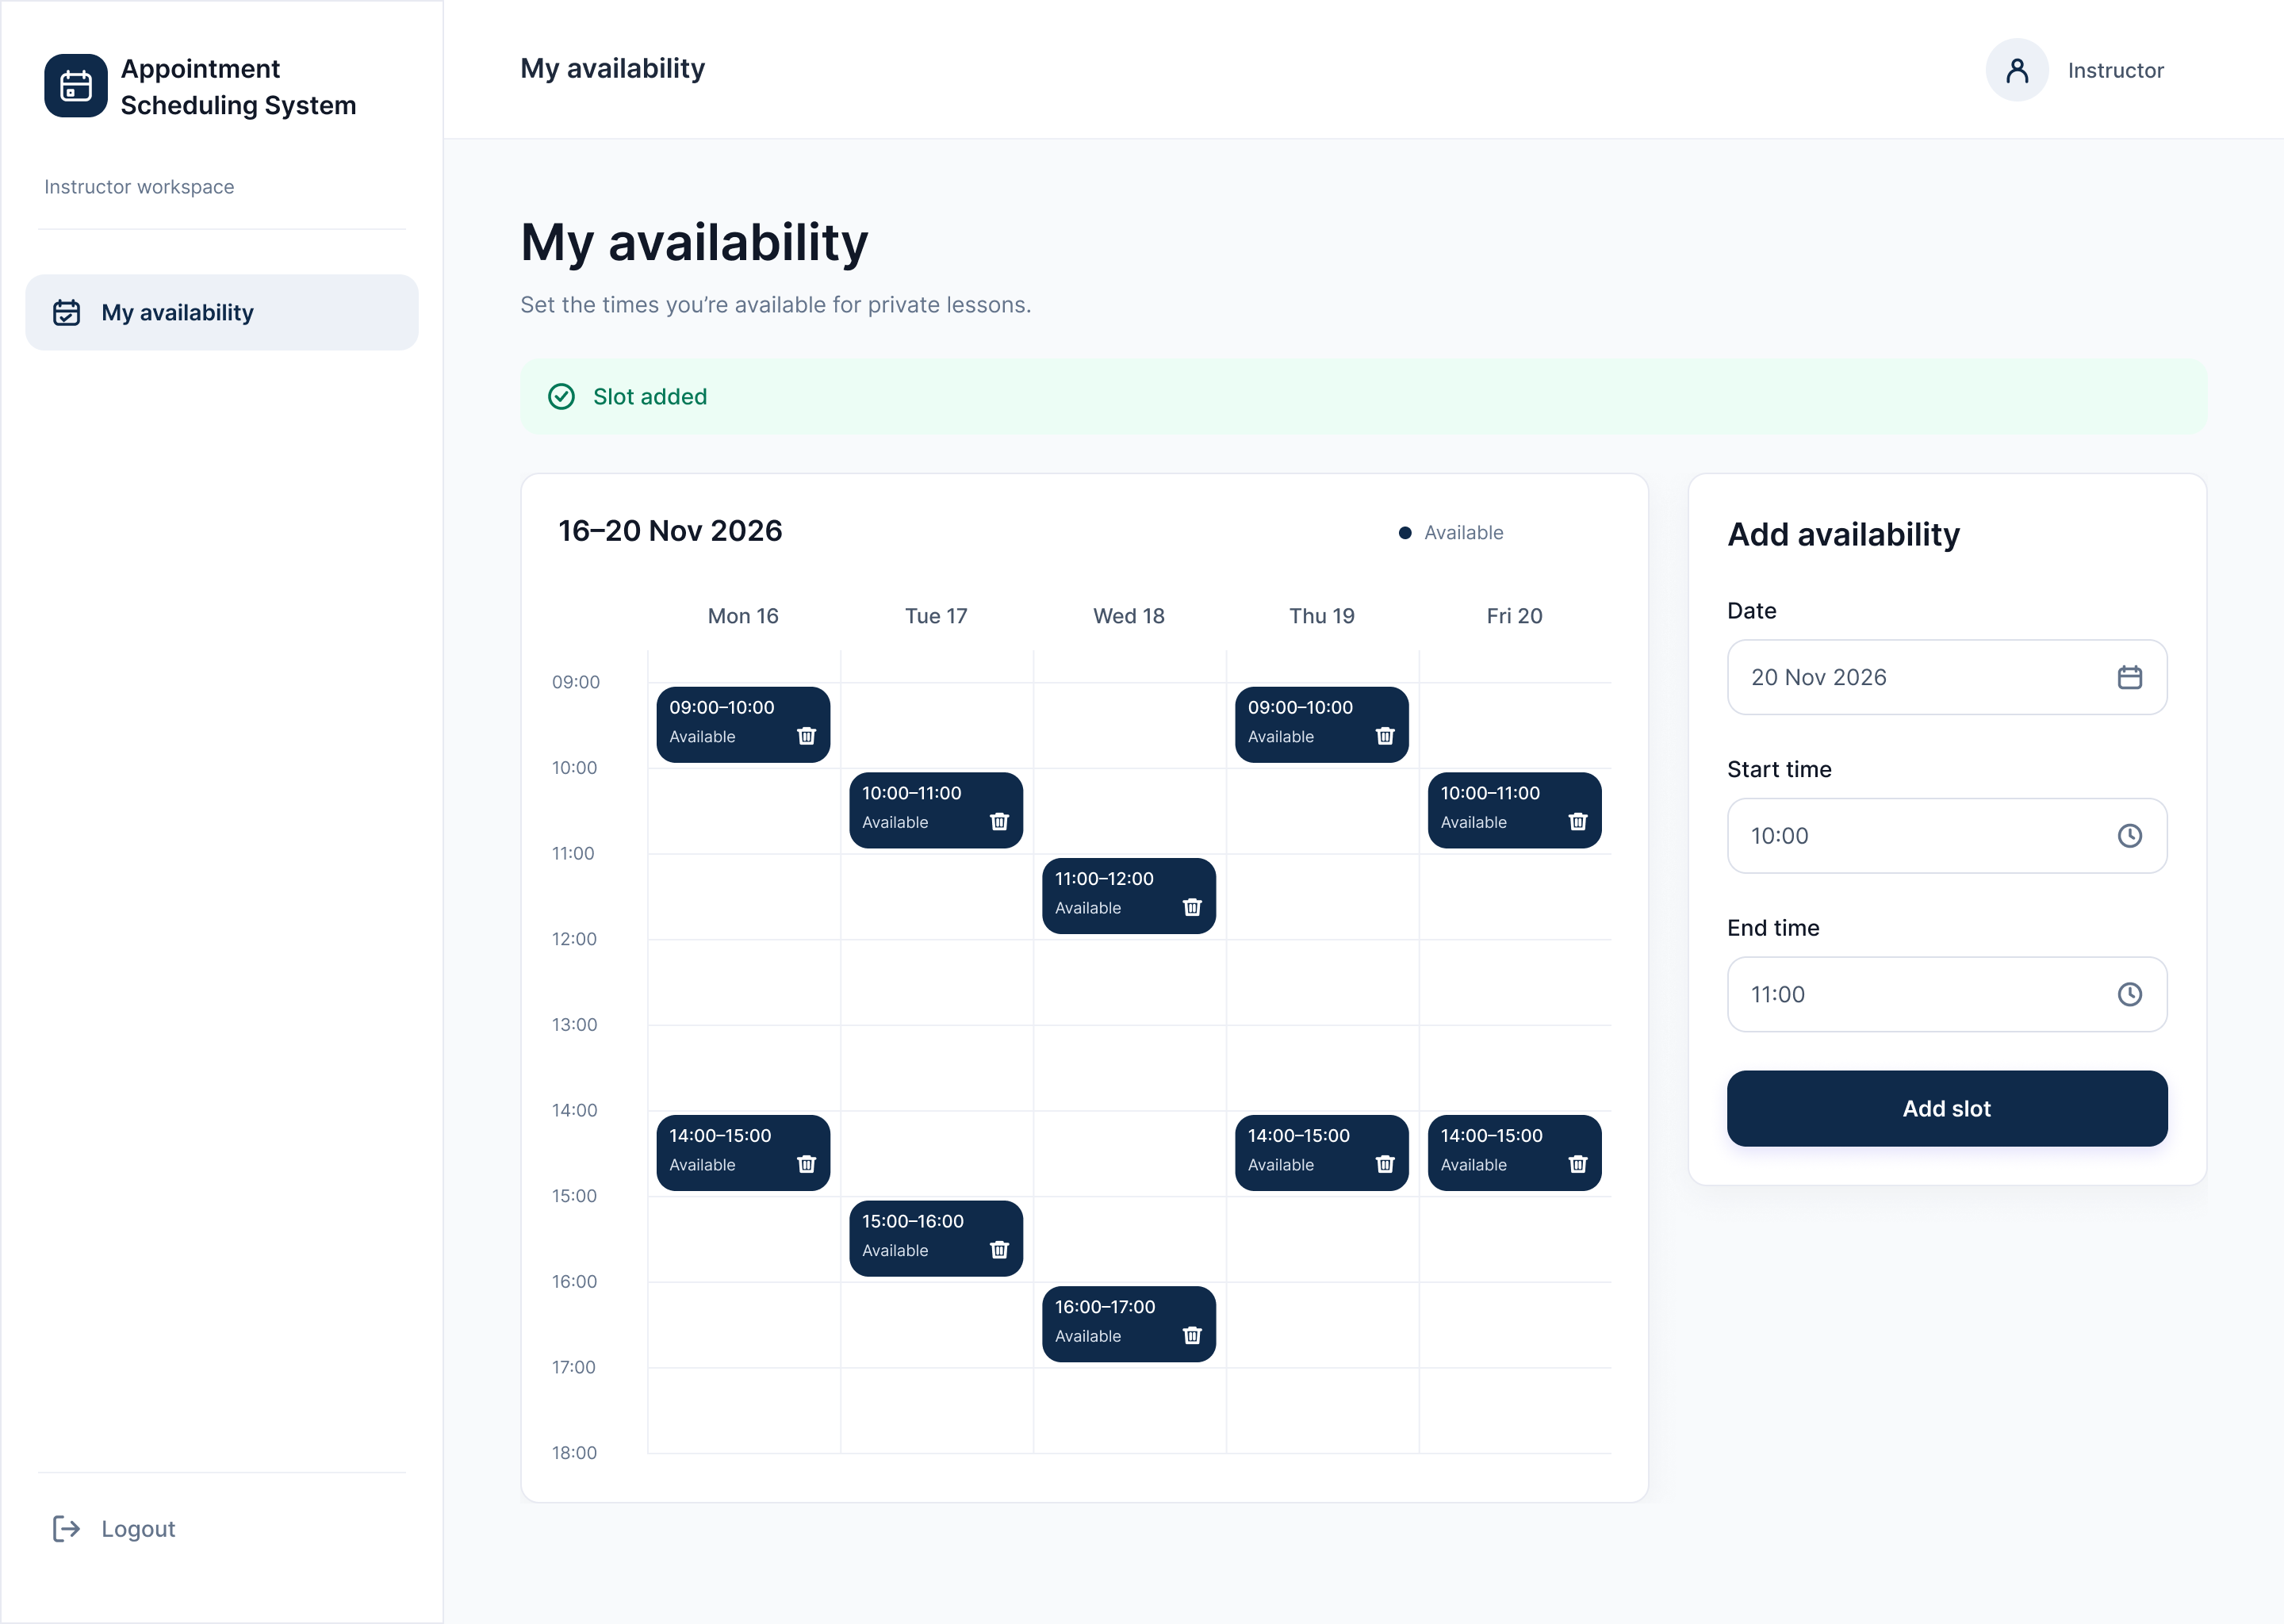 Appointment
Scheduling System
Instructor workspace
My availability
Logout
My availability
Instructor
My availability
Set the times you’re available for private lessons.
Slot added
16–20 Nov 2026
Available
Mon 16 Tue 17 Wed 18 Thu 19 Fri 20
09:00
09:00–10:00
Available
09:00–10:00
Available
10:00
10:00–11:00
Available
10:00–11:00
Available
11:00
11:00–12:00
Available
12:00
13:00
14:00
14:00–15:00
Available
14:00–15:00
Available
14:00–15:00
Available
15:00
15:00–16:00
Available
16:00
16:00–17:00
Available
17:00
18:00
Add availability
Date
20 Nov 2026
Start time
10:00
End time
11:00
Add slot